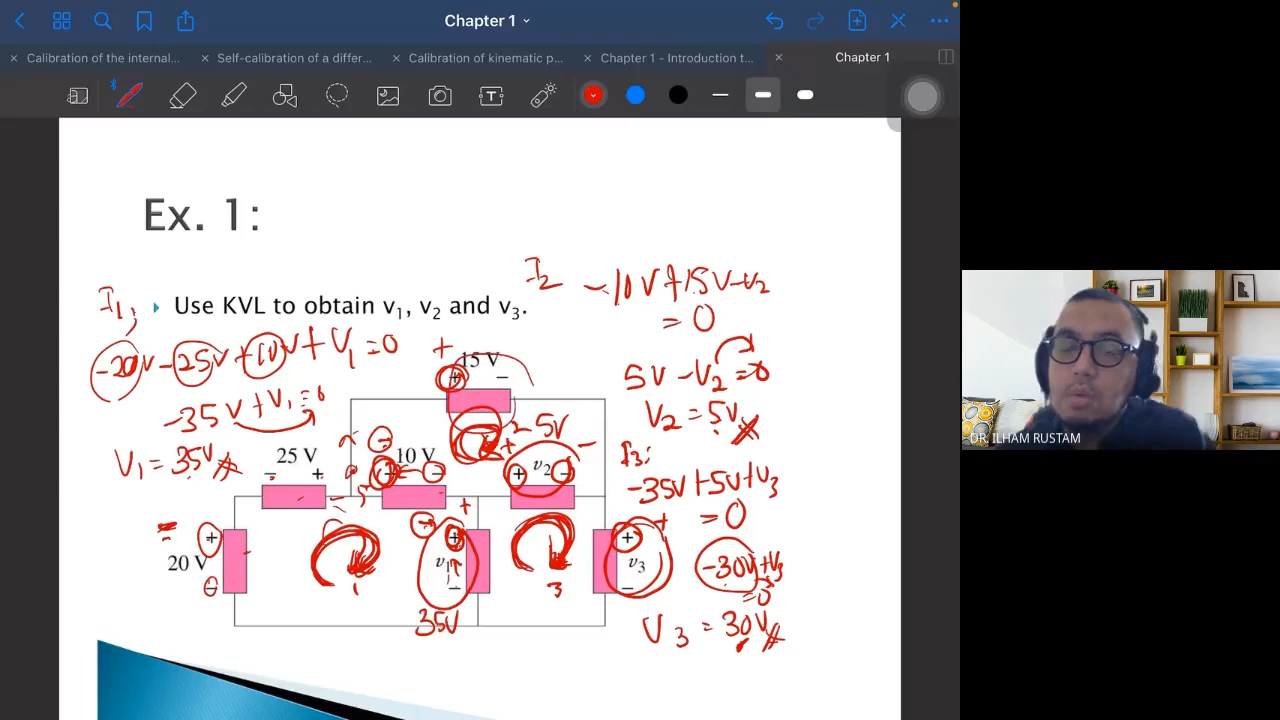 Chapter 1
Calibration of the internal...
Self-calibration of a differ...
Calibration of kinematic p...
Chapter 1 - Introduction t...
Chapter 1
Ex. 1:
Use KVL to obtain v1, v2 and v3.
I1,
-20V -25V +10V + V1 =0
-35V +V1 =0
V1 = 35V
I2
-10V +15V -V2
= 0
5V - V2 = 0
V2 = 5V
I3:
-35V +5V +V3
= 0
-30V +V3
=0
V3 = 30V
+
15 V
+ −
25 V
− +
10 V
+ −
5V
+ −
v2
+ −
20 V
+
v1
+
−
35V
v3
+
−
1
3
DR. ILHAM RUSTAM